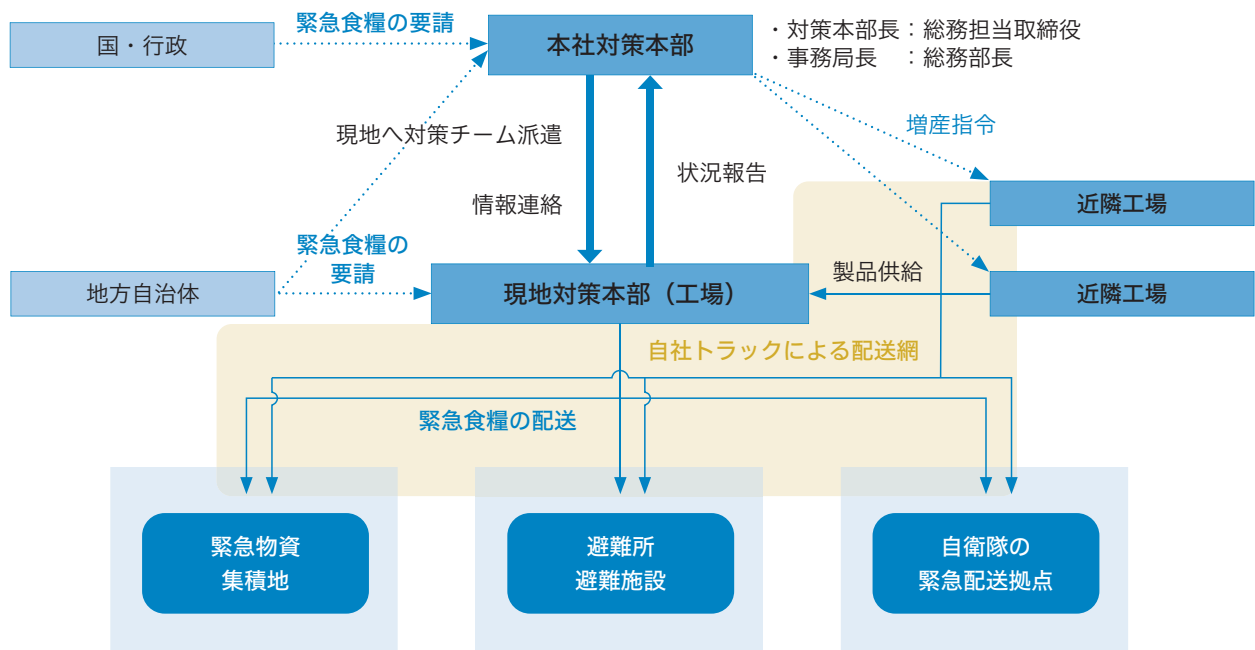 緊急食糧の要請
国・行政
本社対策本部
・対策本部長：総務担当取締役
・事務局長　：総務部長
現地へ対策チーム派遣
増産指令
状況報告
情報連絡
近隣工場
緊急食糧の
要請
地方自治体
現地対策本部（工場）
製品供給
近隣工場
自社トラックによる配送網
緊急食糧の配送
緊急物資
集積地
避難所
避難施設
自衛隊の
緊急配送拠点